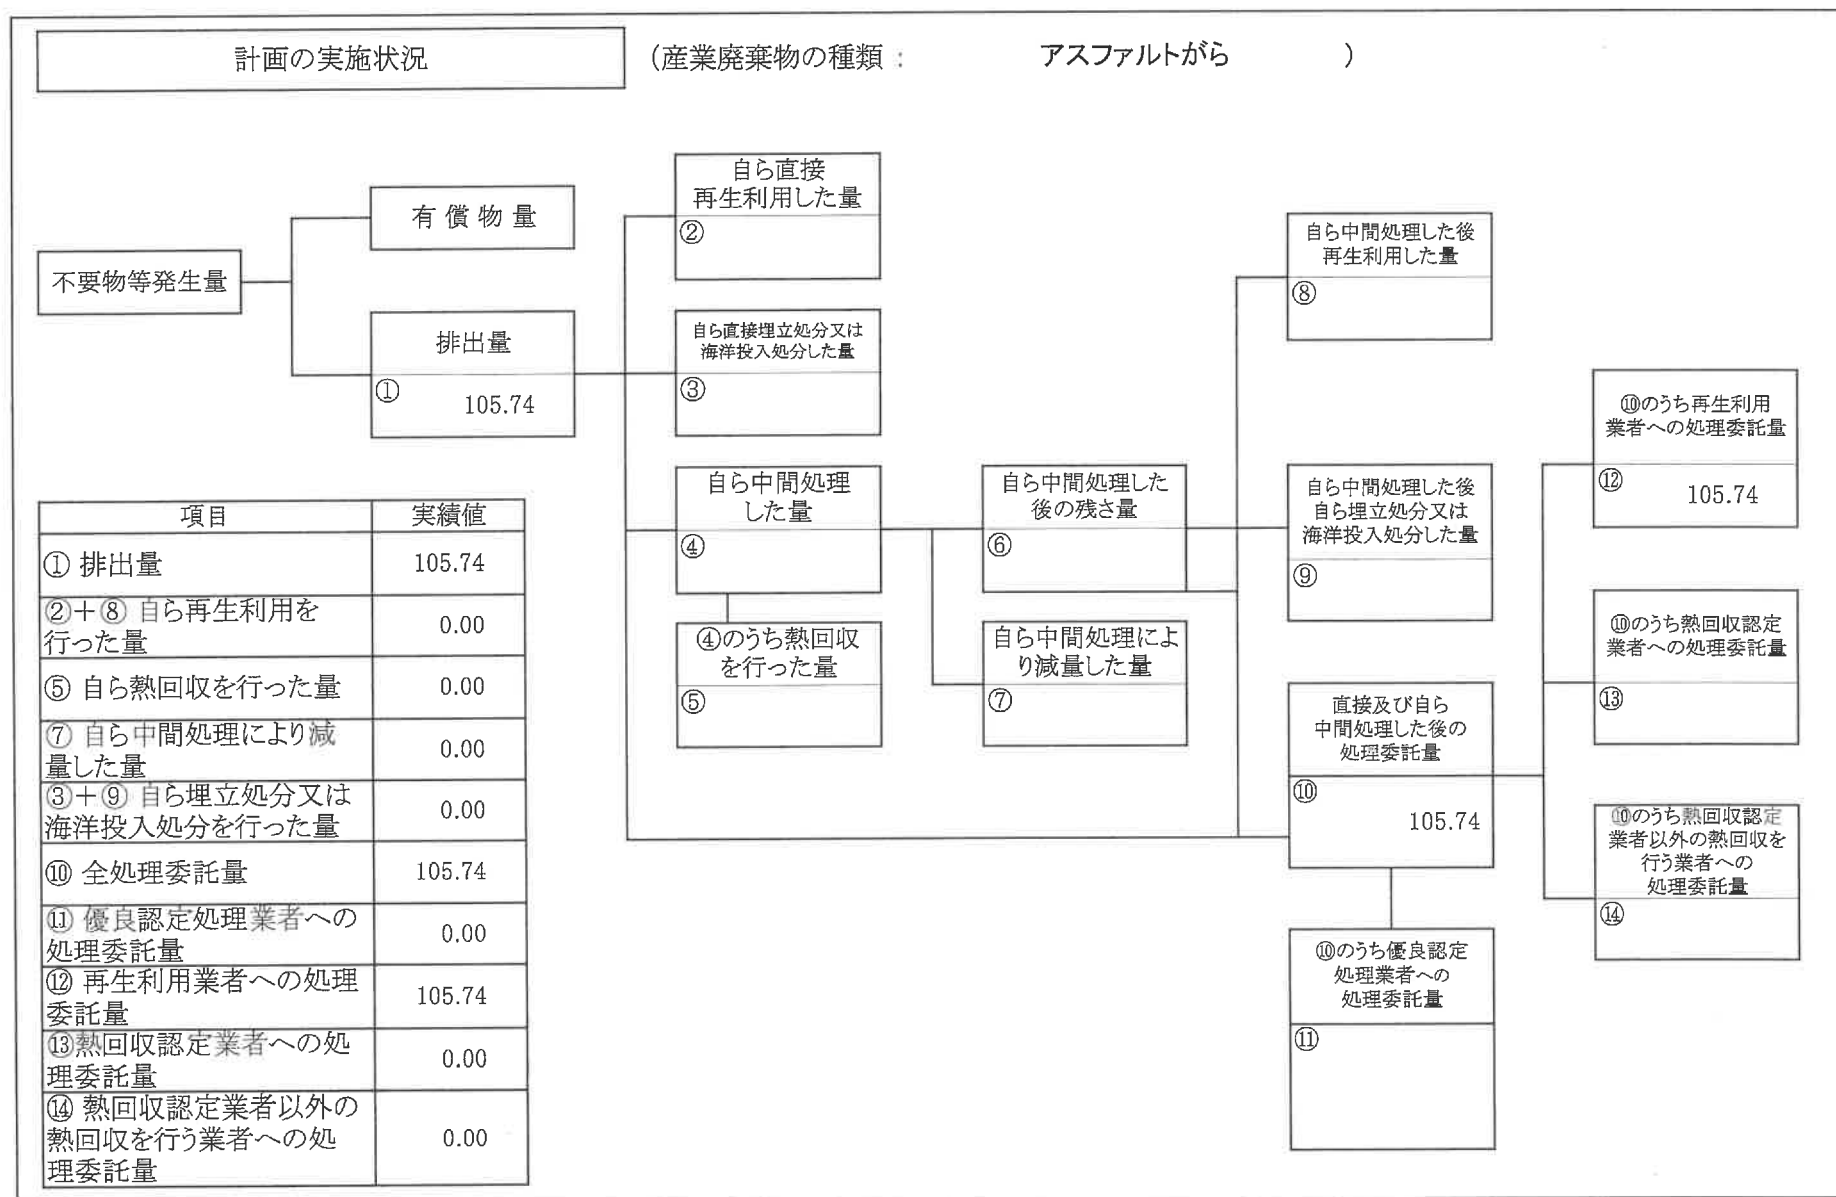 計画の実施状況
(産業廃棄物の種類： アスファルトがら )
不要物等発生量
有償物量
排出量
①
105.74
自ら直接
再生利用した量
②
自ら直接埋立処分又は
海洋投入処分した量
③
自ら中間処理
した量
④
④のうち熱回収
を行った量
⑤
自ら中間処理した
後の残さ量
⑥
自ら中間処理によ
り減量した量
⑦
自ら中間処理した後
再生利用した量
⑧
自ら中間処理した後
自ら埋立処分又は
海洋投入処分した量
⑨
直接及び自ら
中間処理した後の
処理委託量
⑩
105.74
⑩のうち優良認定
処理業者への
処理委託量
⑪
⑩のうち再生利用
業者への処理委託量
⑫
105.74
⑩のうち熱回収認定
業者への処理委託量
⑬
⑩のうち熱回収認定
業者以外の熱回収を
行う業者への
処理委託量
⑭
項目 実績値
① 排出量 105.74
②＋⑧ 自ら再生利用を
行った量 0.00
⑤ 自ら熱回収を行った量 0.00
⑦ 自ら中間処理により減
量した量 0.00
③＋⑨ 自ら埋立処分又は
海洋投入処分を行った量 0.00
⑩ 全処理委託量 105.74
⑪ 優良認定処理業者への
処理委託量 0.00
⑫ 再生利用業者への処理
委託量 105.74
⑬熱回収認定業者への処
理委託量 0.00
⑭ 熱回収認定業者以外の
熱回収を行う業者への処
理委託量 0.00